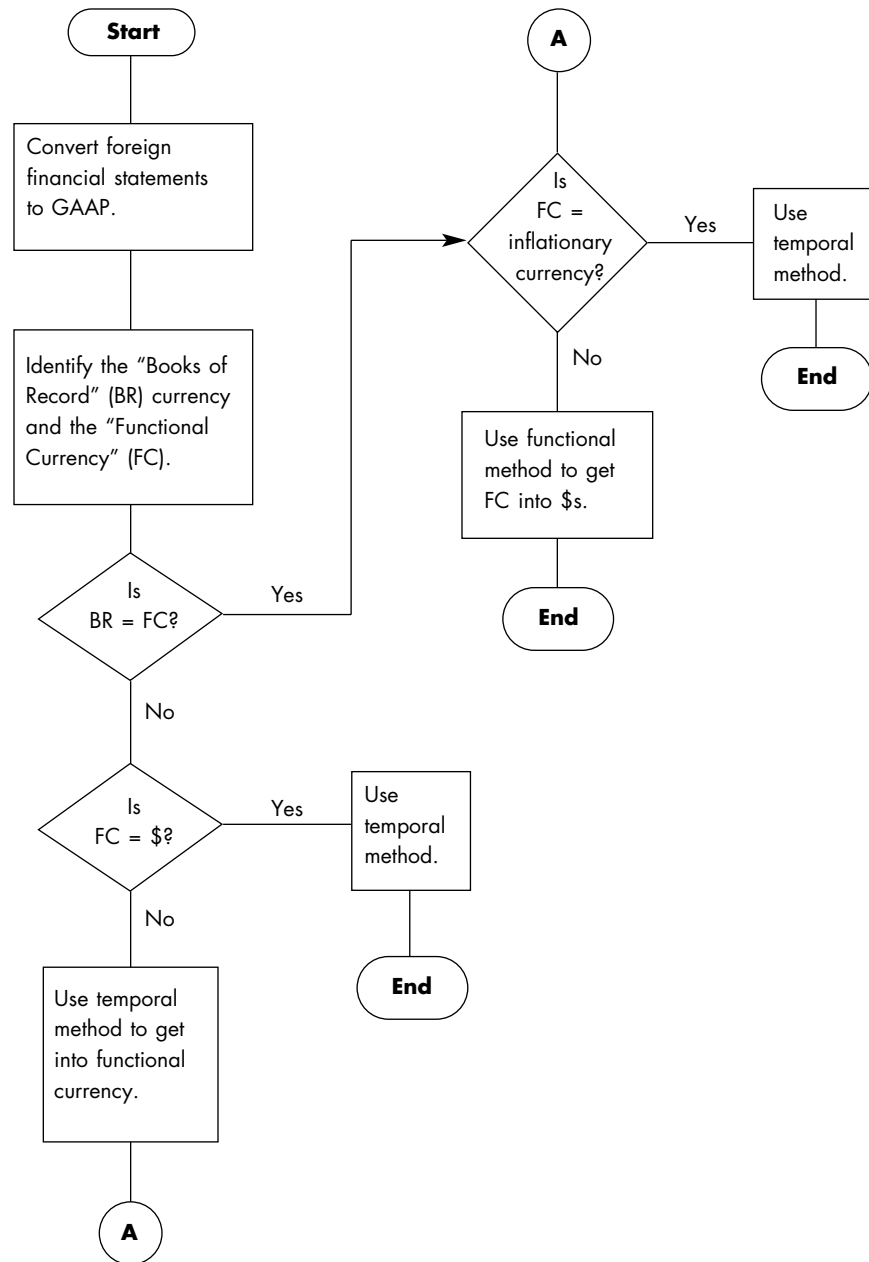 Start
Convert foreign
financial statements
to GAAP.
Identify the “Books of
Record” (BR) currency
and the “Functional
Currency” (FC).
Is
BR = FC?
Yes
No
Is
FC = $?
Yes
Use
temporal
method.
End
No
Use temporal
method to get
into functional
currency.
A
A
Is
FC =
inflationary
currency?
Yes
Use
temporal
method.
End
No
Use functional
method to get
FC into $s.
End